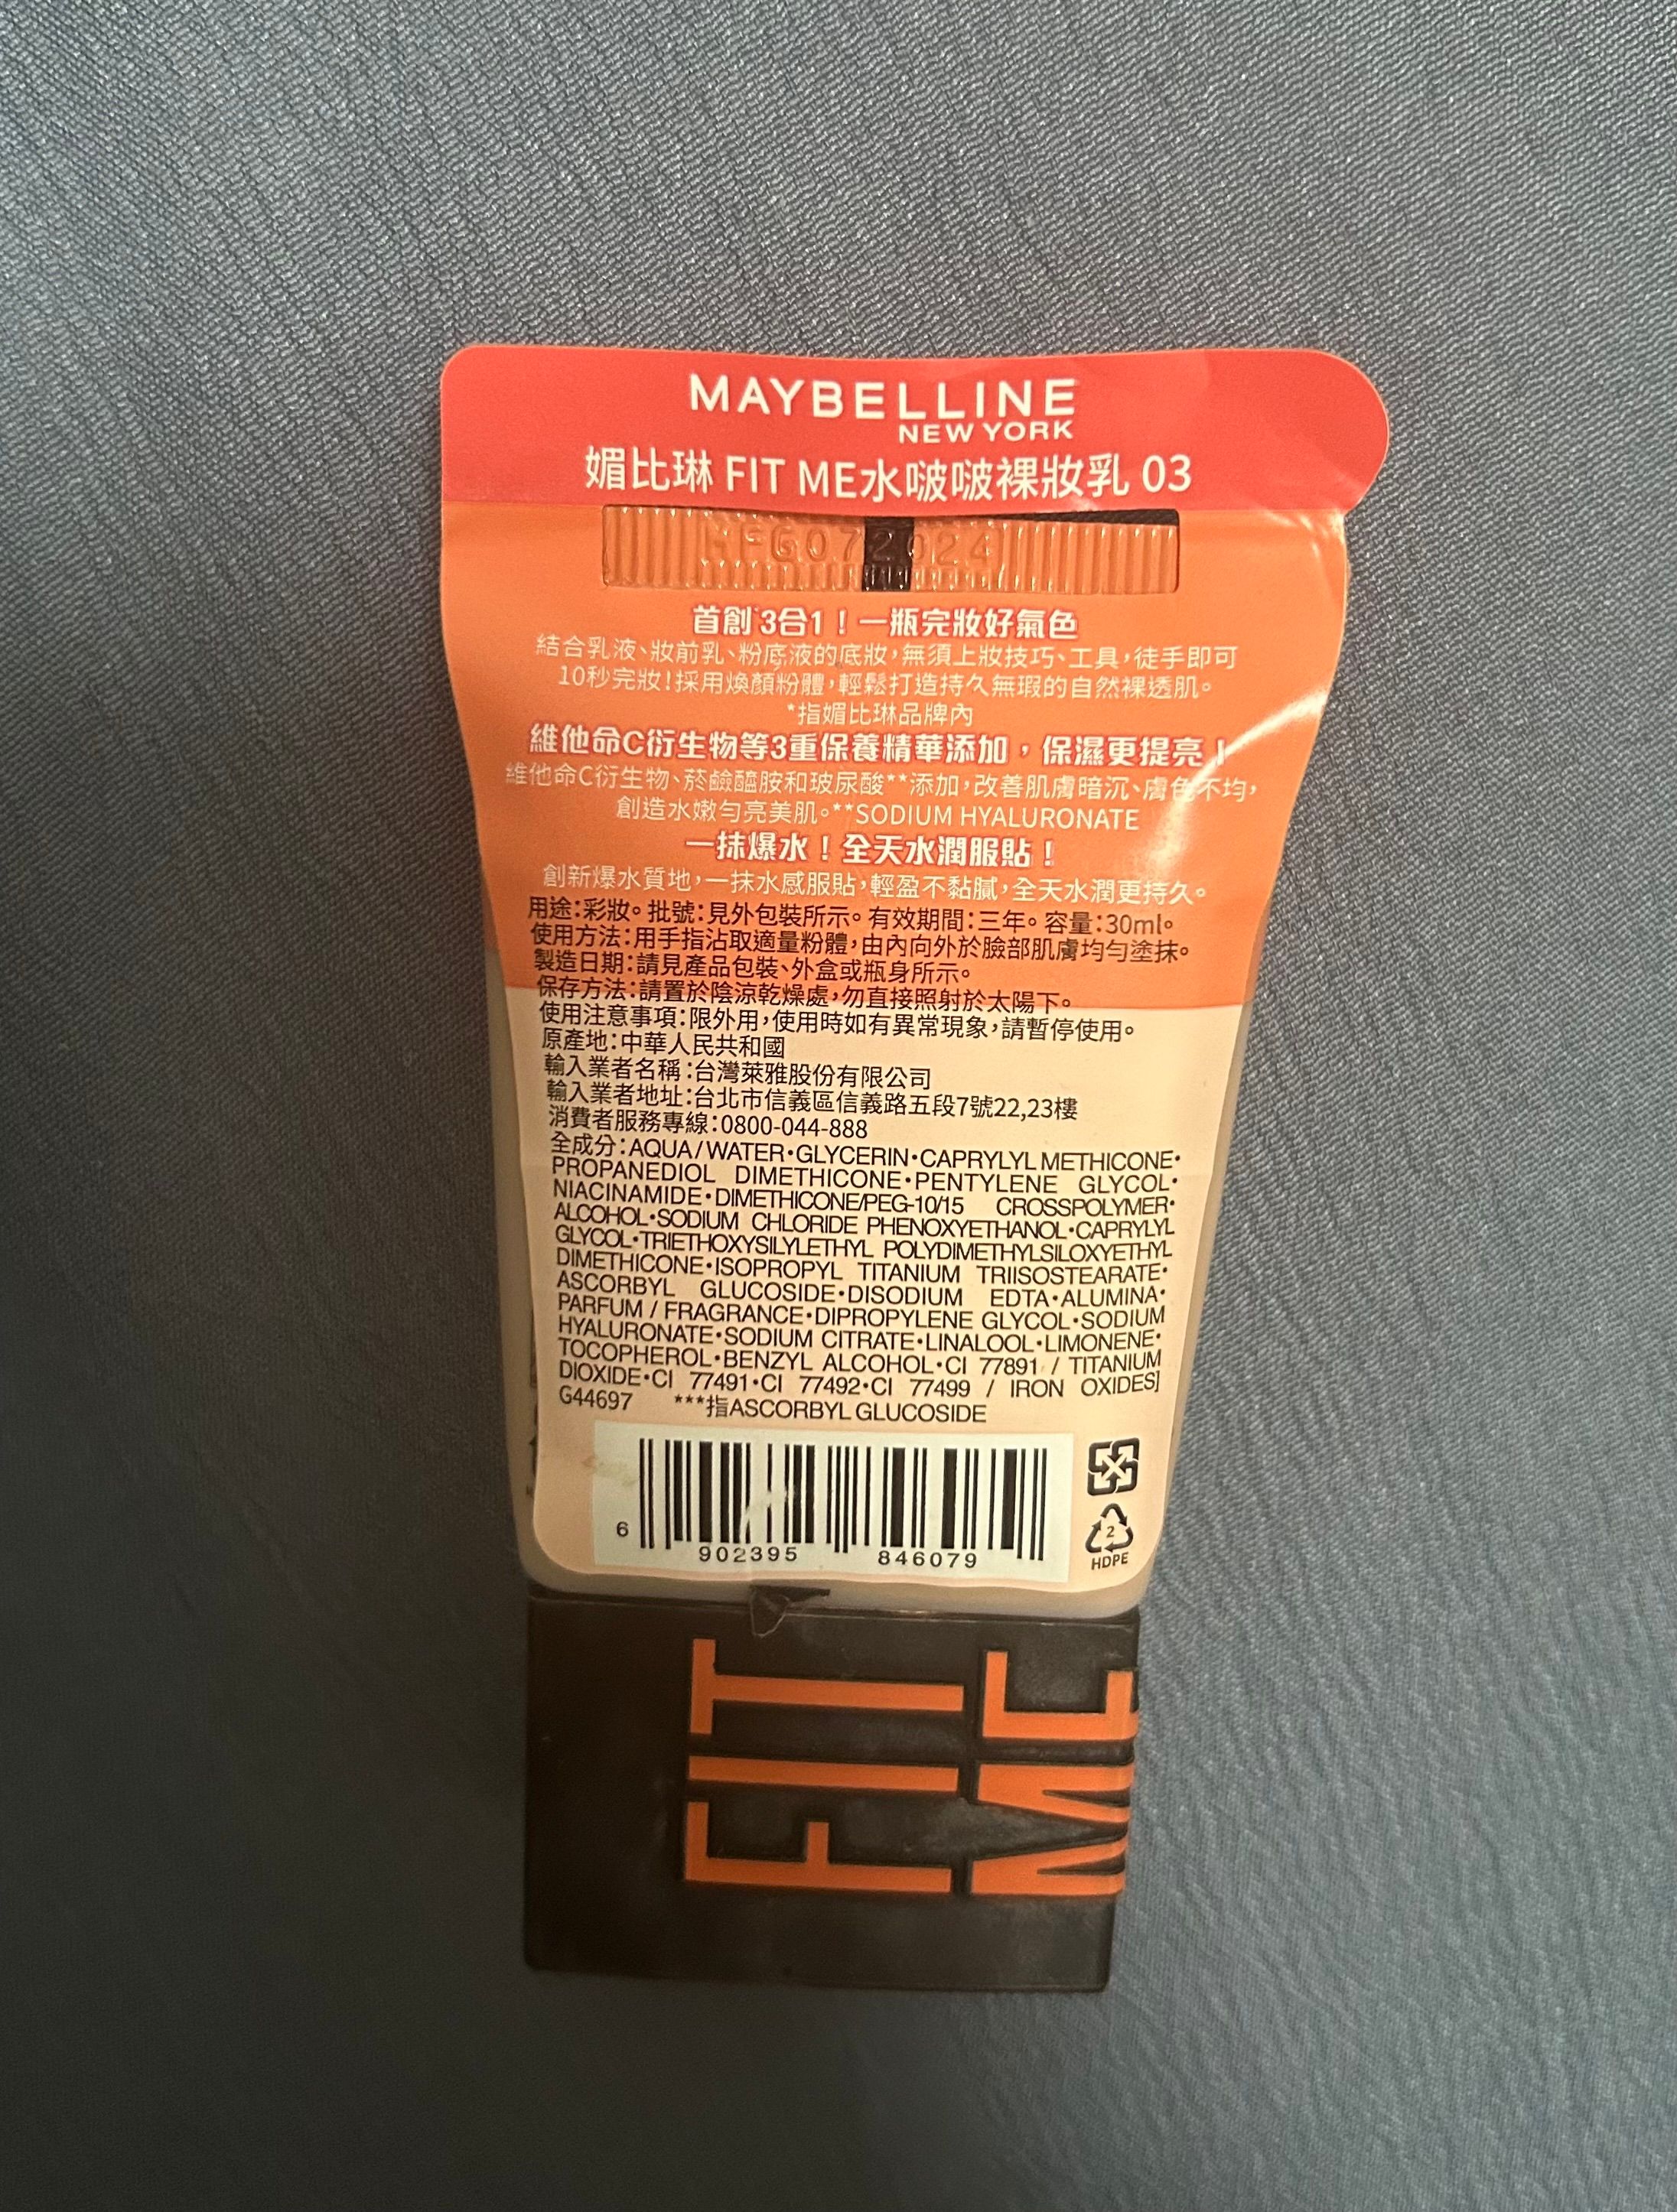 MAYBELLINE
NEW YORK
媚比琳 FIT ME水啵啵裸妝乳 03
MFG072024
首創3合1！一瓶完妝好氣色
結合乳液、妝前乳、粉底液的底妝，無須上妝技巧、工具，徒手即可
10秒完妝！採用煥顏粉體，輕鬆打造持久無瑕的自然裸透肌。
*指媚比琳品牌內
維他命C衍生物等3重保養精華添加，保濕更提亮！
維他命C衍生物、菸鹼醯胺和玻尿酸**添加，改善肌膚暗沉、膚色不均，
創造水嫩勻亮美肌。**SODIUM HYALURONATE
一抹爆水！全天水潤服貼！
創新爆水質地，一抹水感服貼，輕盈不黏膩，全天水潤更持久。
用途：彩妝。批號：見外包裝所示。有效期間：三年。容量：30ml。
使用方法：用手指沾取適量粉體，由內向外於臉部肌膚均勻塗抹。
製造日期：請見產品包裝、外盒或瓶身所示。
保存方法：請置於陰涼乾燥處，勿直接照射於太陽下。
使用注意事項：限外用，使用時如有異常現象，請暫停使用。
原產地：中華人民共和國
輸入業者名稱：台灣萊雅股份有限公司
輸入業者地址：台北市信義區信義路五段7號22,23樓
消費者服務專線：0800-044-888
全成分：AQUA / WATER•GLYCERIN•CAPRYLYL METHICONE•
PROPANEDIOL DIMETHICONE•PENTYLENE GLYCOL•
NIACINAMIDE•DIMETHICONE/PEG-10/15 CROSSPOLYMER•
ALCOHOL•SODIUM CHLORIDE PHENOXYETHANOL•CAPRYLYL
GLYCOL•TRIETHOXYSILYLETHYL POLYDIMETHYLSILOXYETHYL
DIMETHICONE•ISOPROPYL TITANIUM TRIISOSTEARATE•
ASCORBYL GLUCOSIDE•DISODIUM EDTA•ALUMINA•
PARFUM / FRAGRANCE•DIPROPYLENE GLYCOL•SODIUM
HYALURONATE•SODIUM CITRATE•LINALOOL•LIMONENE•
TOCOPHEROL•BENZYL ALCOHOL•CI 77891 / TITANIUM
DIOXIDE•CI 77491•CI 77492•CI 77499 / IRON OXIDES]
G44697 ***指ASCORBYL GLUCOSIDE
6 902395 846079
2
HDPE
FIT
ME